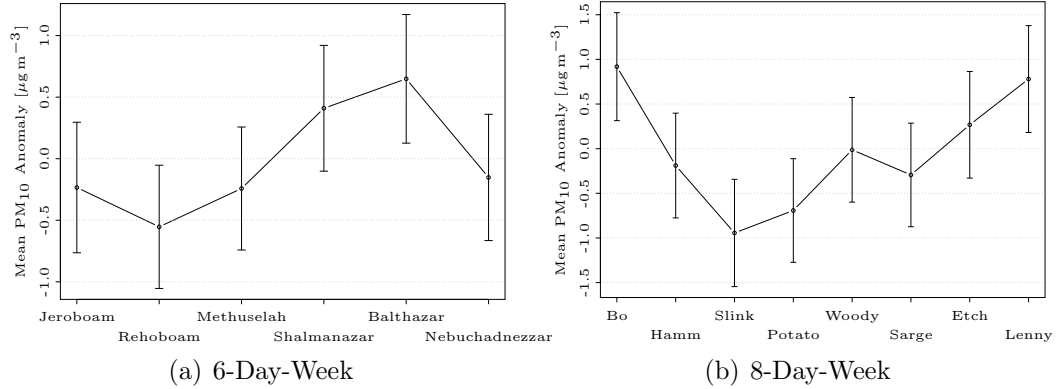 Mean PM₁₀ Anomaly [μg m⁻³]
1.0
0.5
0.0
-0.5
-1.0
Jeroboam
Rehoboam
Methuselah
Shalmanazar
Balthazar
Nebuchadnezzar
(a) 6-Day-Week
Mean PM₁₀ Anomaly [μg m⁻³]
1.5
1.0
0.5
0.0
-0.5
-1.0
-1.5
Bo
Hamm
Slink
Potato
Woody
Sarge
Etch
Lenny
(b) 8-Day-Week